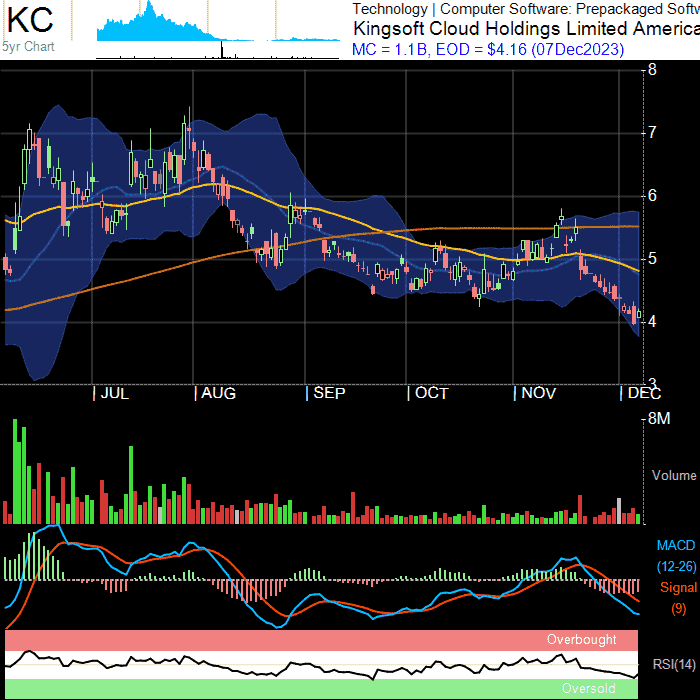 KC
5yr Chart
Technology | Computer Software: Prepackaged Softw
Kingsoft Cloud Holdings Limited America
MC = 1.1B, EOD = $4.16 (07Dec2023)
8
7
6
5
4
3
JUL AUG SEP OCT NOV DEC
8M
Volume
MACD
(12-26)
Signal
(9)
Overbought
RSI(14)
Oversold